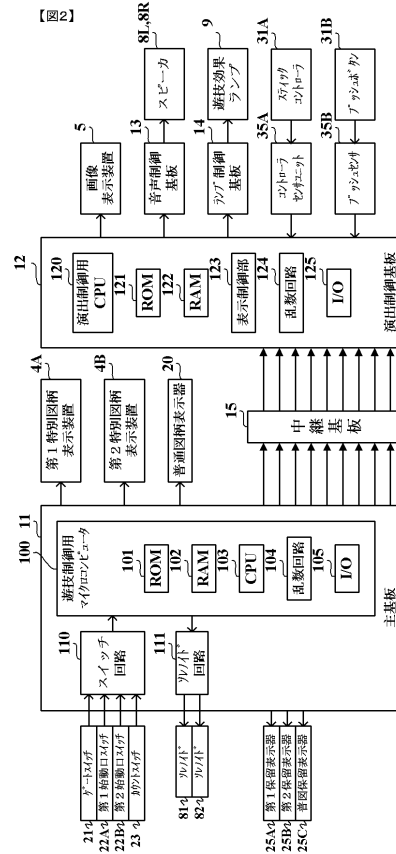 【図2】
21
22A
22B
23
ｹﾞｰﾄｽｲｯﾁ
第1始動口スイッチ
第2始動口スイッチ
ｶｳﾝﾄｽｲｯﾁ
81
82
ｿﾚﾉｲﾄﾞ
ｿﾚﾉｲﾄﾞ
25A
25B
25C
第1保留表示器
第2保留表示器
普図保留表示器
110
スイッチ
回路
111
ｿﾚﾉｲﾄﾞ
回路
100
11
遊技制御用
マイクロコンピュータ
101
ROM
102
RAM
103
CPU
104
乱数回路
105
I/O
主基板
4A
第1特別図柄
表示装置
4B
第2特別図柄
表示装置
20
普通図柄表示器
15
中継基板
12
120
演出制御用
CPU
121
ROM
122
RAM
123
表示制御部
124
乱数回路
125
I/O
演出制御基板
5
画像
表示装置
13
音声制御
基板
8L,8R
スピーカ
14
ﾗﾝﾌﾟ制御
基板
9
遊技効果
ランプ
35A
コントローラ
センサユニット
31A
スティック
コントローラ
35B
ﾌﾟｯｼｭｾﾝｻ
31B
ﾌﾟｯｼｭﾎﾞﾀﾝ